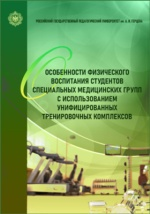 РОССИЙСКИЙ ГОСУДАРСТВЕННЫЙ ПЕДАГОГИЧЕСКИЙ УНИВЕРСИТЕТ им. А. И. ГЕРЦЕНА
ОСОБЕННОСТИ ФИЗИЧЕСКОГО
ВОСПИТАНИЯ СТУДЕНТОВ
СПЕЦИАЛЬНЫХ МЕДИЦИНСКИХ ГРУПП
С ИСПОЛЬЗОВАНИЕМ
УНИФИЦИРОВАННЫХ
ТРЕНИРОВОЧНЫХ КОМПЛЕКСОВ